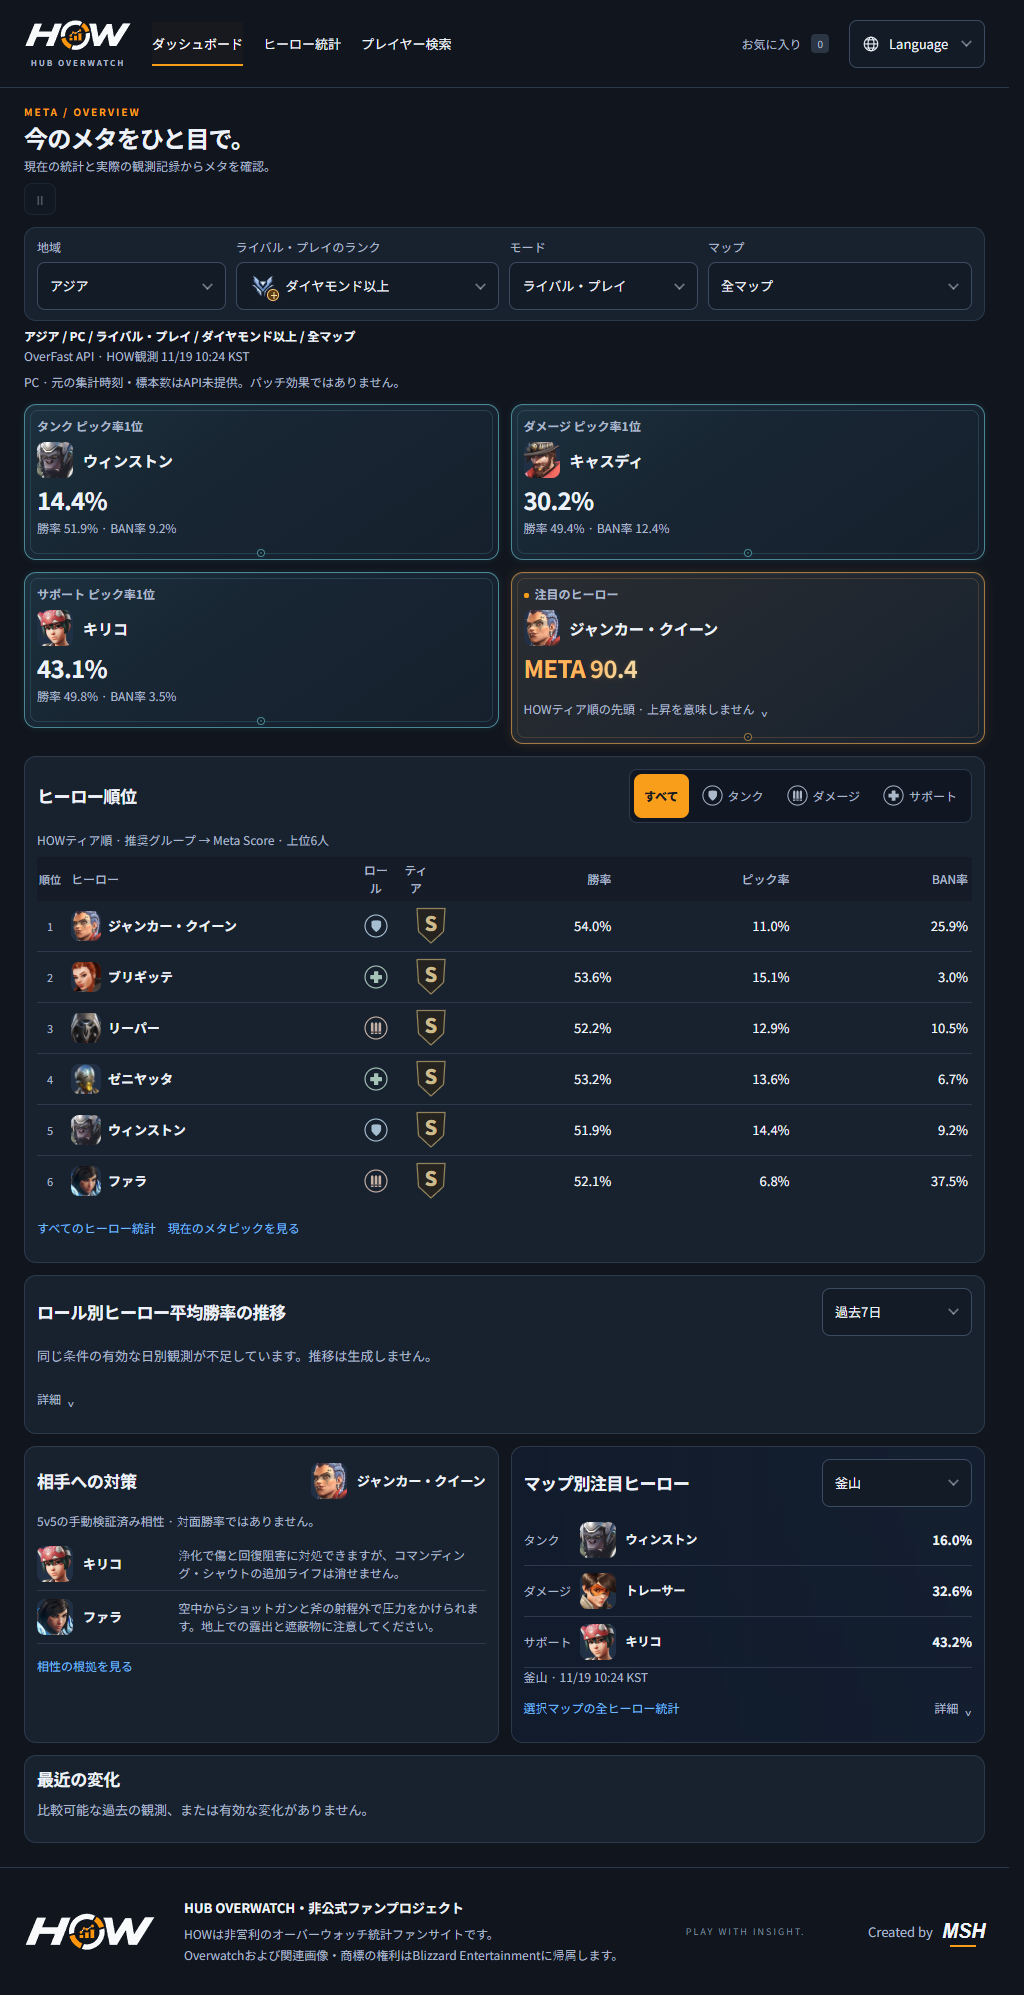 HOW
HUB OVERWATCH
ダッシュボード
ヒーロー統計
プレイヤー検索
お気に入り 0
Language
META / OVERVIEW
今のメタをひと目で。
現在の統計と実際の観測記録からメタを確認。
地域
ライバル・プレイのランク
モード
マップ
アジア
ダイヤモンド以上
ライバル・プレイ
全マップ
アジア / PC / ライバル・プレイ / ダイヤモンド以上 / 全マップ
OverFast API · HOW観測 11/19 10:24 KST
PC · 元の集計時刻・標本数はAPI未提供。パッチ効果ではありません。
タンク ピック率1位
ウィンストン
14.4%
勝率 51.9% · BAN率 9.2%
ダメージ ピック率1位
キャスディ
30.2%
勝率 49.4% · BAN率 12.4%
サポート ピック率1位
キリコ
43.1%
勝率 49.8% · BAN率 3.5%
注目のヒーロー
ジャンカー・クイーン
META 90.4
HOWティア順の先頭 · 上昇を意味しません
ヒーロー順位
すべて
タンク
ダメージ
サポート
HOWティア順 · 推奨グループ → Meta Score · 上位6人
順位 ヒーロー ロール ティア 勝率 ピック率 BAN率
1 ジャンカー・クイーン S 54.0% 11.0% 25.9%
2 ブリギッテ S 53.6% 15.1% 3.0%
3 リーパー S 52.2% 12.9% 10.5%
4 ゼニヤッタ S 53.2% 13.6% 6.7%
5 ウィンストン S 51.9% 14.4% 9.2%
6 ファラ S 52.1% 6.8% 37.5%
すべてのヒーロー統計 現在のメタピックを見る
ロール別ヒーロー平均勝率の推移
過去7日
同じ条件の有効な日別観測が不足しています。推移は生成しません。
詳細
相手への対策
ジャンカー・クイーン
5v5の手動検証済み相性 · 対面勝率ではありません。
キリコ
浄化で傷と回復阻害に対処できますが、コマンディン
グ・シャウトの追加ライフは消せません。
ファラ
空中からショットガンと斧の射程外で圧力をかけられま
す。地上での露出と遮蔽物に注意してください。
相性の根拠を見る
マップ別注目ヒーロー
釜山
タンク ウィンストン 16.0%
ダメージ トレーサー 32.6%
サポート キリコ 43.2%
釜山 · 11/19 10:24 KST
選択マップの全ヒーロー統計
詳細
最近の変化
比較可能な過去の観測、または有効な変化がありません。
HOW
HUB OVERWATCH・非公式ファンプロジェクト
HOWは非営利のオーバーウォッチ統計ファンサイトです。
Overwatchおよび関連画像・商標の権利はBlizzard Entertainmentに帰属します。
PLAY WITH INSIGHT.
Created by MSH